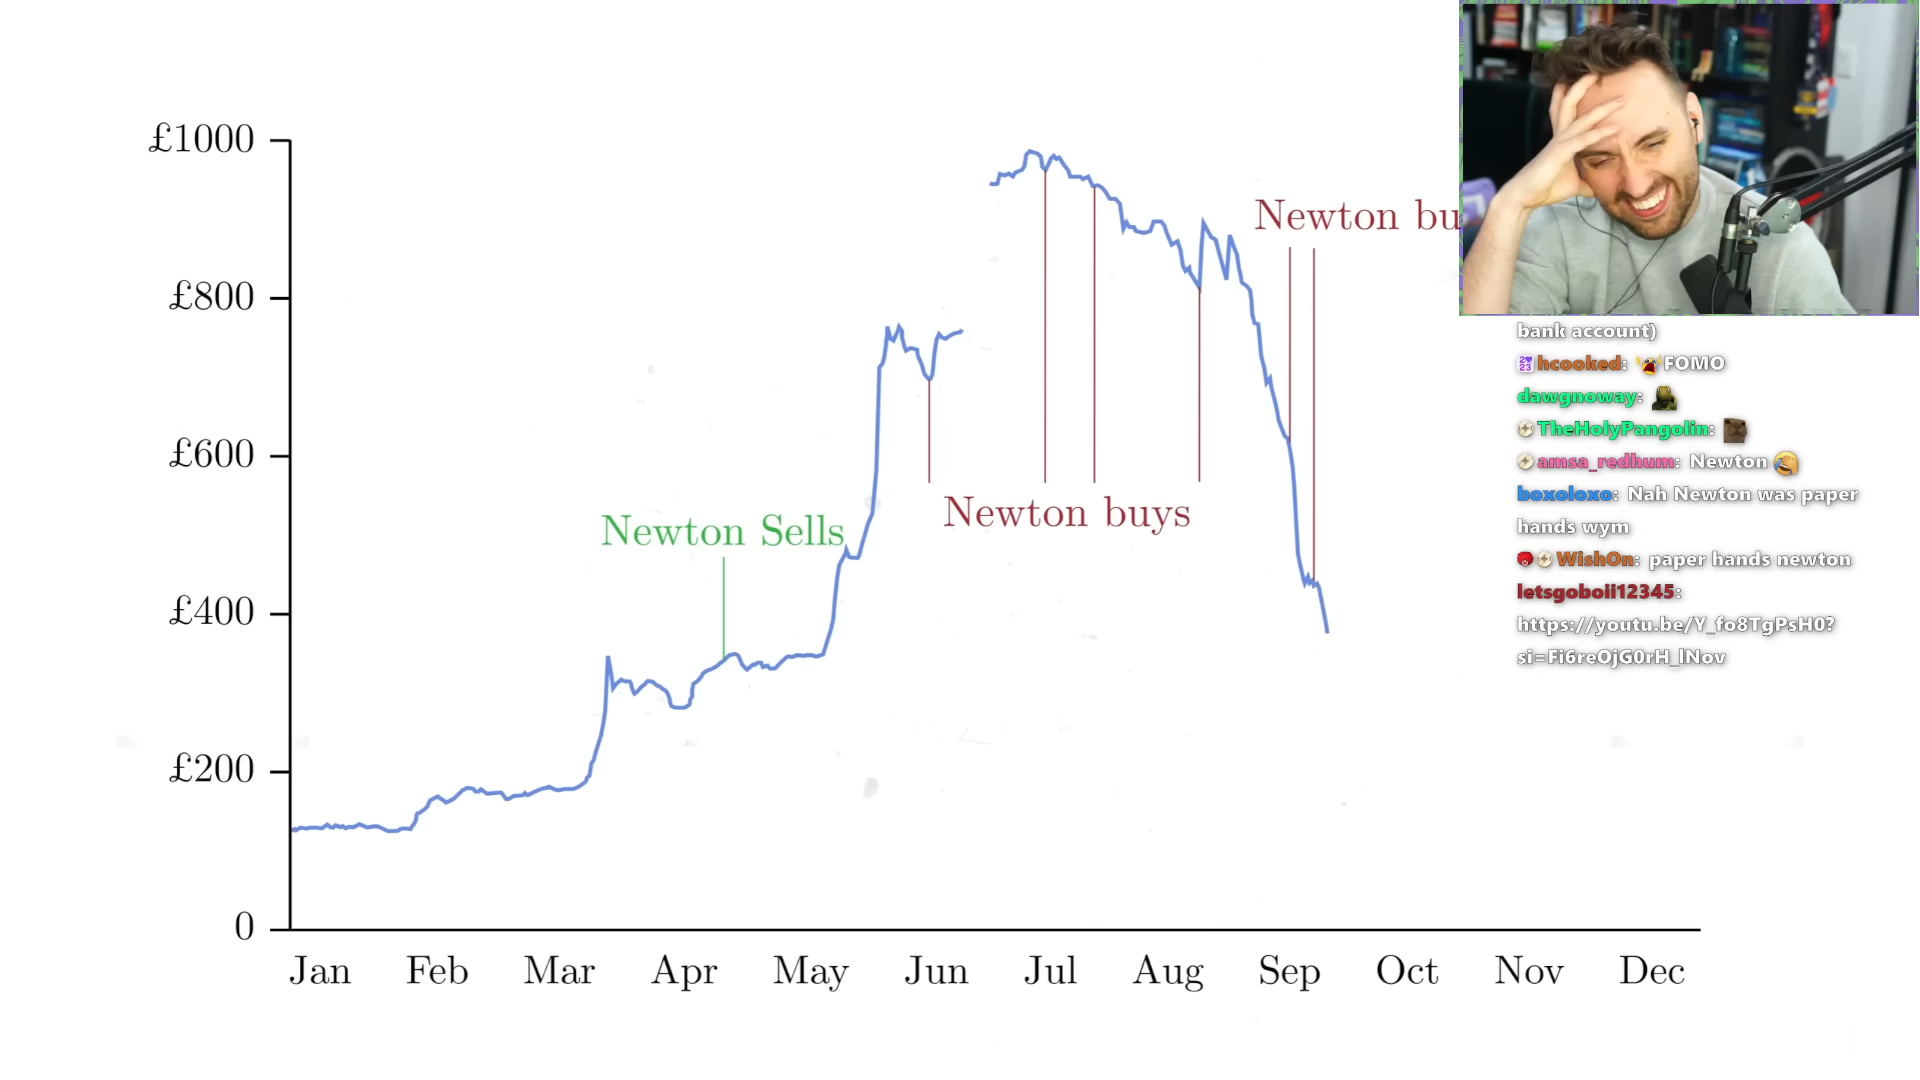 £1000
£800
£600
£400
£200
0
Jan Feb Mar Apr May Jun Jul Aug Sep Oct Nov Dec
Newton Sells
Newton buys
Newton bu
bank account)
hcooked: FOMO
dawgnoway:
TheHolyPangolin:
amsa_redhum: Newton
boxoloxo: Nah Newton was paper
hands wym
WishOn: paper hands newton
letsgoboii12345:
https://youtu.be/Y_fo8TgPsH0?
si=Fi6reOjG0rH_lNov